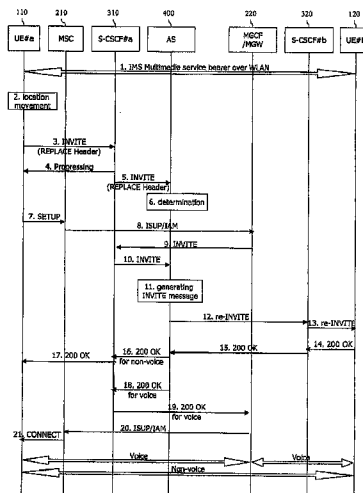 110 210 310 400 220 320 120
UE#a MSC S-CSCF#a AS MGCF /MGW S-CSCF#b UE#b
1. IMS Multimedia service bearer over WLAN
2. location
movement
3. INVITE
(REPLACE Header)
4. Progressing
5. INVITE
(REPLACE Header)
6. determination
7. SETUP
8. ISUP/IAM
9. INVITE
10. INVITE
11. generating
INVITE message
12. re-INVITE
13. re-INVITE
14. 200 OK
15. 200 OK
16. 200 OK
for non-voice
17. 200 OK
18. 200 OK
for voice
19. 200 OK
for voice
20. ISUP/IAM
21. CONNECT
Voice Voice
Non-voice